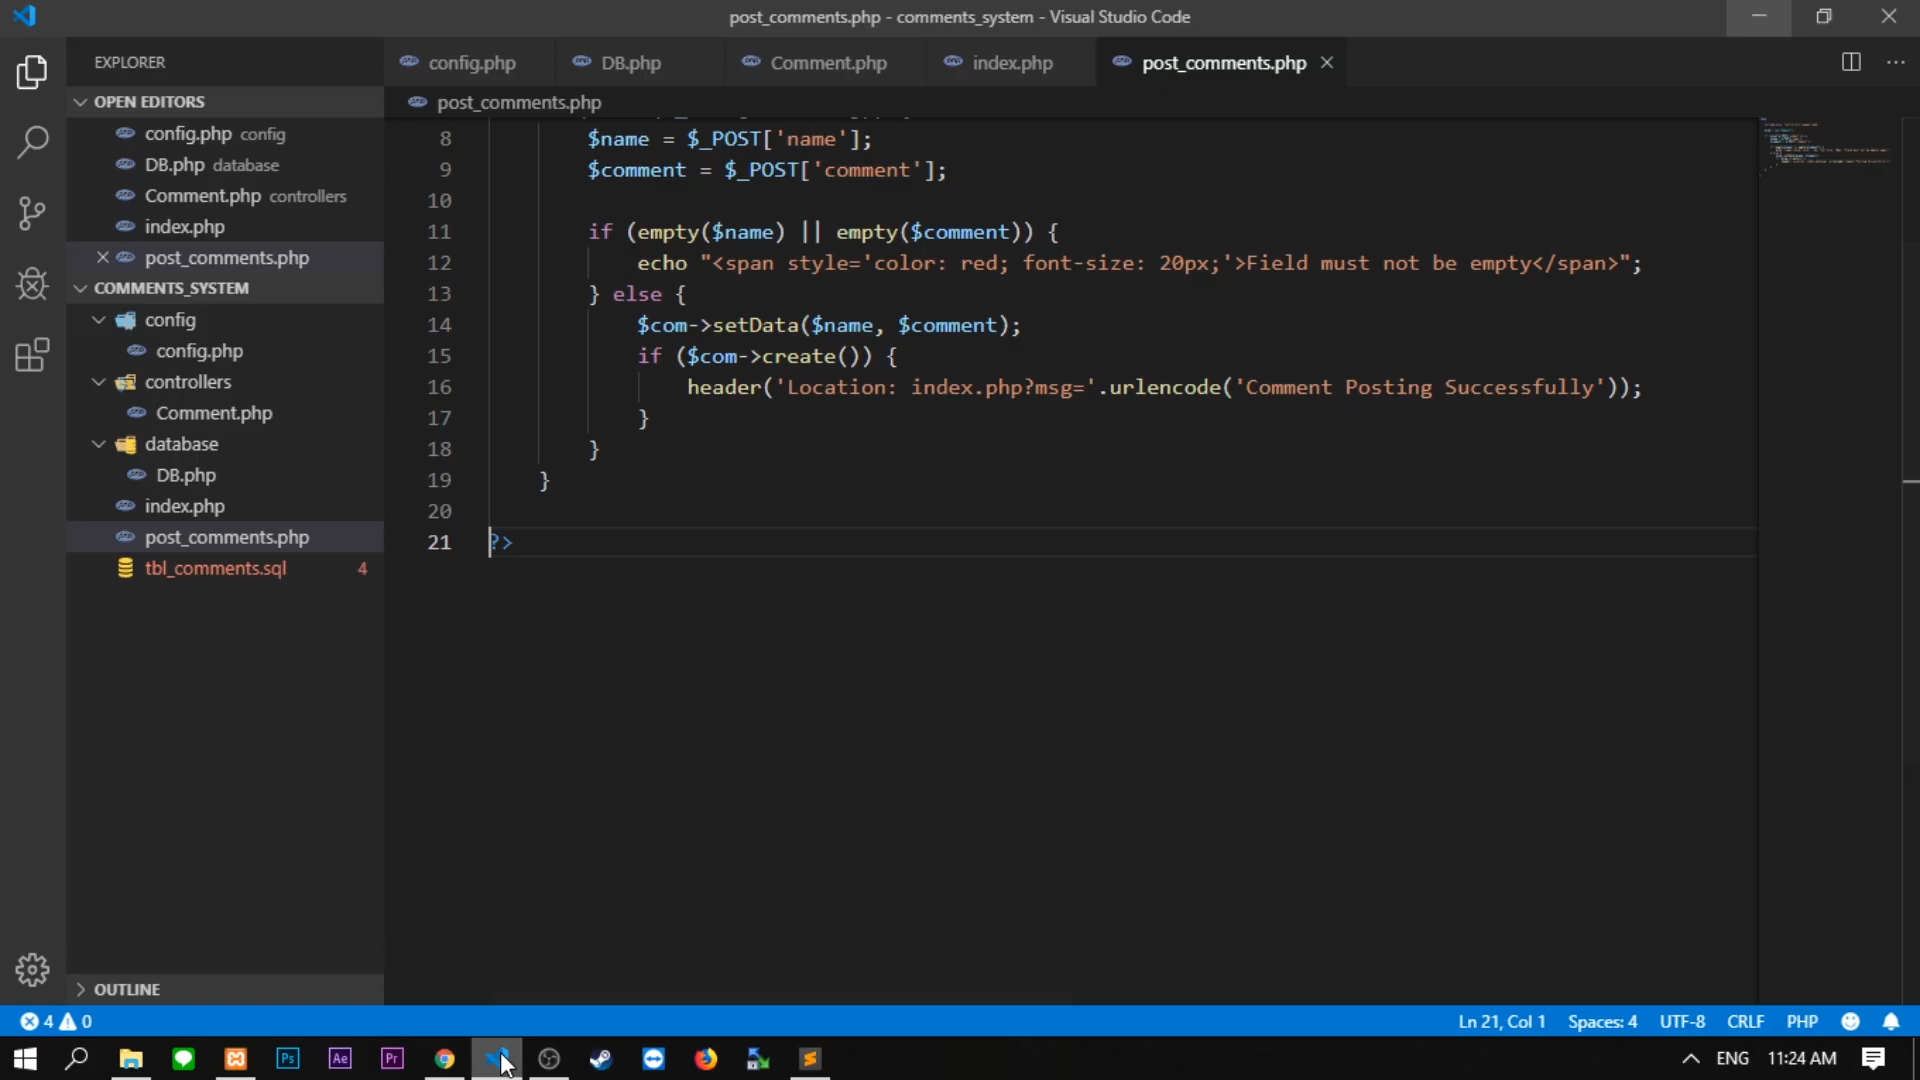 post_comments.php - comments_system - Visual Studio Code
EXPLORER
config.php
DB.php
Comment.php
index.php
post_comments.php
OPEN EDITORS
config.php config
DB.php database
Comment.php controllers
index.php
post_comments.php
COMMENTS_SYSTEM
config
config.php
controllers
Comment.php
database
DB.php
index.php
post_comments.php
tbl_comments.sql 4
OUTLINE
post_comments.php
8 $name = $_POST['name'];
9 $comment = $_POST['comment'];
10
11 if (empty($name) || empty($comment)) {
12 echo "<span style='color: red; font-size: 20px;'>Field must not be empty</span>";
13 } else {
14 $com->setData($name, $comment);
15 if ($com->create()) {
16 header('Location: index.php?msg='.urlencode('Comment Posting Successfully'));
17 }
18 }
19 }
20
21 ?>
4 0
Ln 21, Col 1 Spaces: 4 UTF-8 CRLF PHP
Ps Ae Pr
ENG 11:24 AM